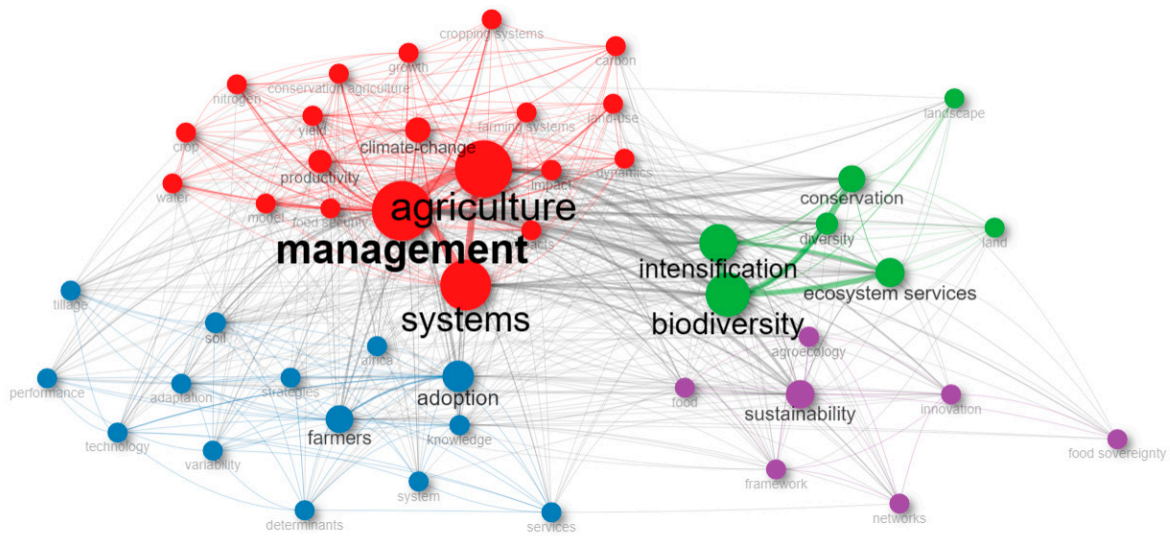 cropping systems
carbon
growth
conservation agriculture
nitrogen
landscape
yield
farming systems
land-use
crop
climate-change
productivity
impact
dynamics
water
conservation
model
food security
agriculture
diversity
land
management
intensification
ecosystem services
tillage
systems
biodiversity
soil
africa
agroecology
performance
adaptation
strategies
adoption
food
sustainability
innovation
technology
farmers
knowledge
food sovereignty
variability
framework
system
networks
determinants
services